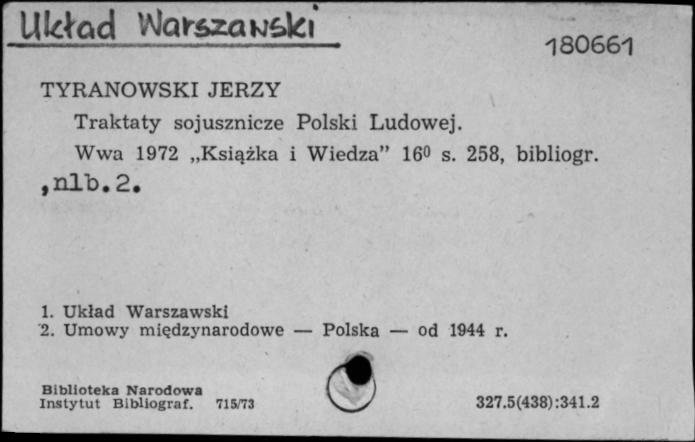 Układ Warszawski
180661
TYRANOWSKI JERZY
Traktaty sojusznicze Polski Ludowej.
Wwa 1972 „Książka i Wiedza” 16⁰ s. 258, bibliogr.
,nlb.2.
1. Układ Warszawski
2. Umowy międzynarodowe — Polska — od 1944 r.
Biblioteka Narodowa
Instytut Bibliograf. 715/73
327.5(438):341.2